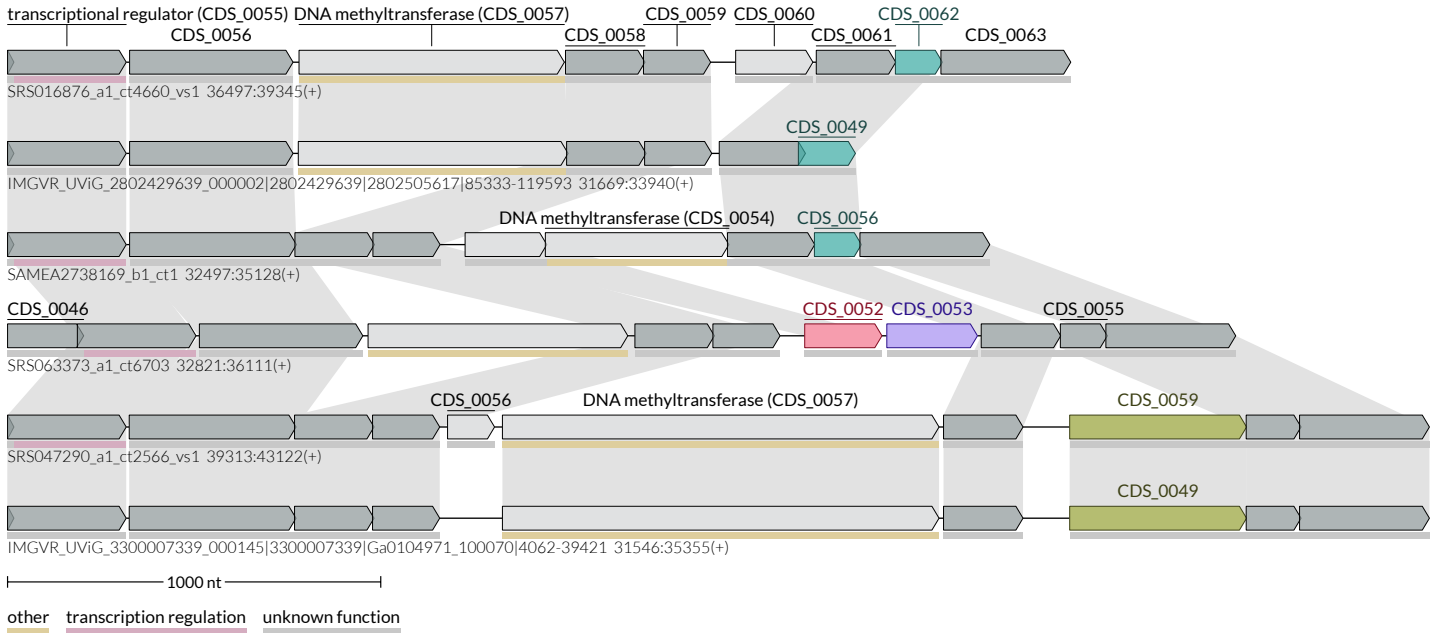 transcriptional regulator (CDS_0055) DNA methyltransferase (CDS_0057) CDS_0059 CDS_0060 CDS_0062
CDS_0056 CDS_0058 CDS_0061 CDS_0063
SRS016876_a1_ct4660_vs1 36497:39345(+)
CDS_0049
IMGVR_UViG_2802429639_000002|2802429639|2802505617|85333-119593 31669:33940(+)
DNA methyltransferase (CDS_0054) CDS_0056
SAMEA2738169_b1_ct1 32497:35128(+)
CDS_0046 CDS_0052 CDS_0053 CDS_0055
SRS063373_a1_ct6703 32821:36111(+)
CDS_0056 DNA methyltransferase (CDS_0057) CDS_0059
SRS047290_a1_ct2566_vs1 39313:43122(+)
CDS_0049
IMGVR_UViG_3300007339_000145|3300007339|Ga0104971_100070|4062-39421 31546:35355(+)
1000 nt
other transcription regulation unknown function